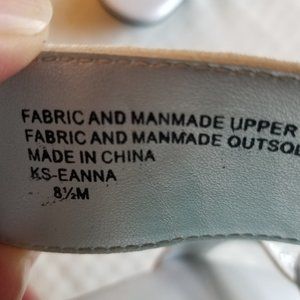 FABRIC AND MANMADE UPPER
FABRIC AND MANMADE OUTSOL
MADE IN CHINA
KS-EANNA
8½M